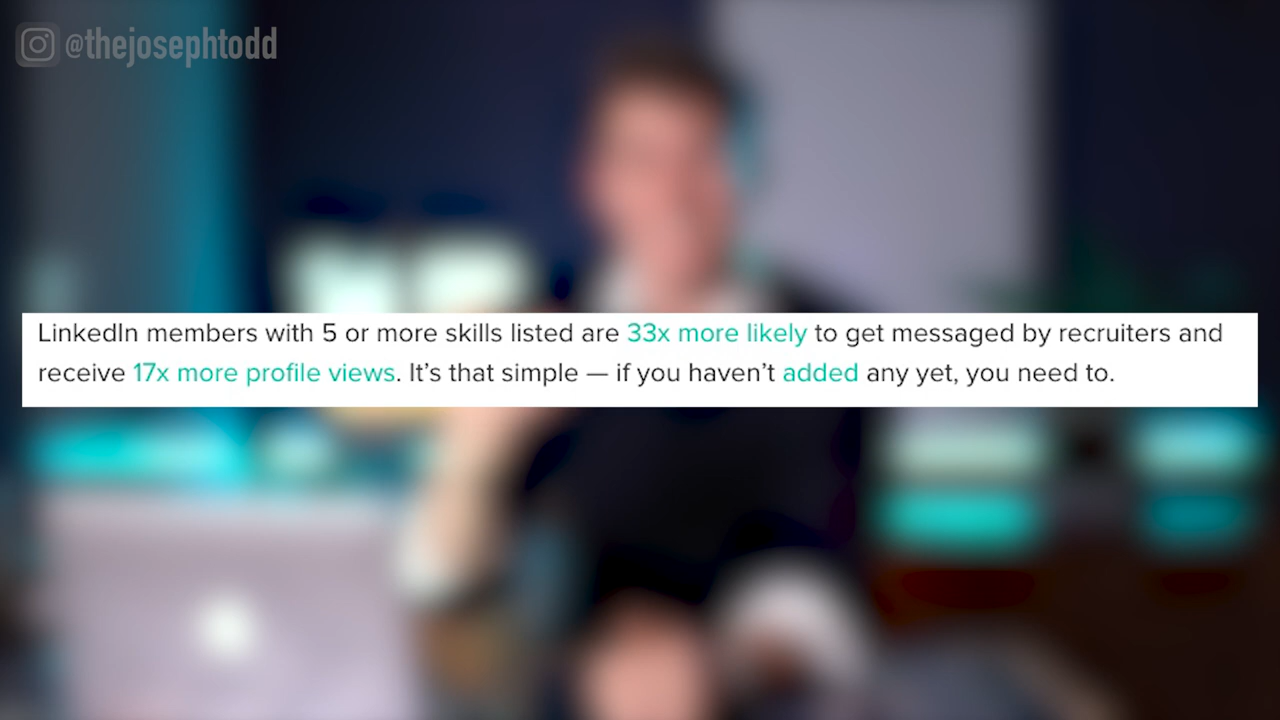 @thejosephtodd
LinkedIn members with 5 or more skills listed are 33x more likely to get messaged by recruiters and
receive 17x more profile views. It’s that simple — if you haven’t added any yet, you need to.